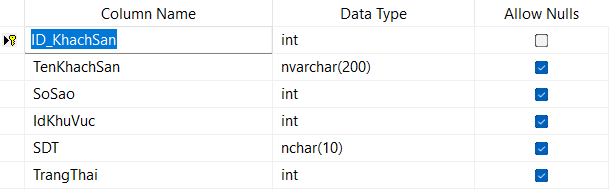 Column Name Data Type Allow Nulls
ID_KhachSan int
TenKhachSan nvarchar(200)
SoSao int
IdKhuVuc int
SDT nchar(10)
TrangThai int